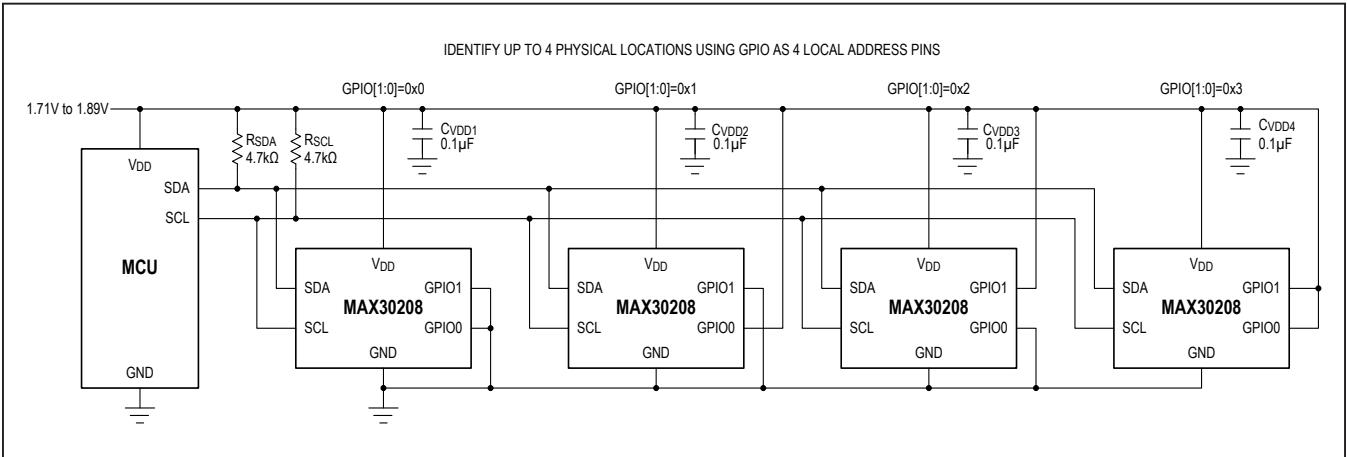 IDENTIFY UP TO 4 PHYSICAL LOCATIONS USING GPIO AS 4 LOCAL ADDRESS PINS
GPIO[1:0]=0x0
GPIO[1:0]=0x1
GPIO[1:0]=0x2
GPIO[1:0]=0x3
1.71V to 1.89V
RSDA
4.7kΩ
RSCL
4.7kΩ
CVDD1
0.1µF
CVDD2
0.1µF
CVDD3
0.1µF
CVDD4
0.1µF
VDD
SDA
SCL
MCU
GND
VDD
SDA
GPIO1
MAX30208
SCL
GPIO0
GND
VDD
SDA
GPIO1
MAX30208
SCL
GPIO0
GND
VDD
SDA
GPIO1
MAX30208
SCL
GPIO0
GND
VDD
SDA
GPIO1
MAX30208
SCL
GPIO0
GND